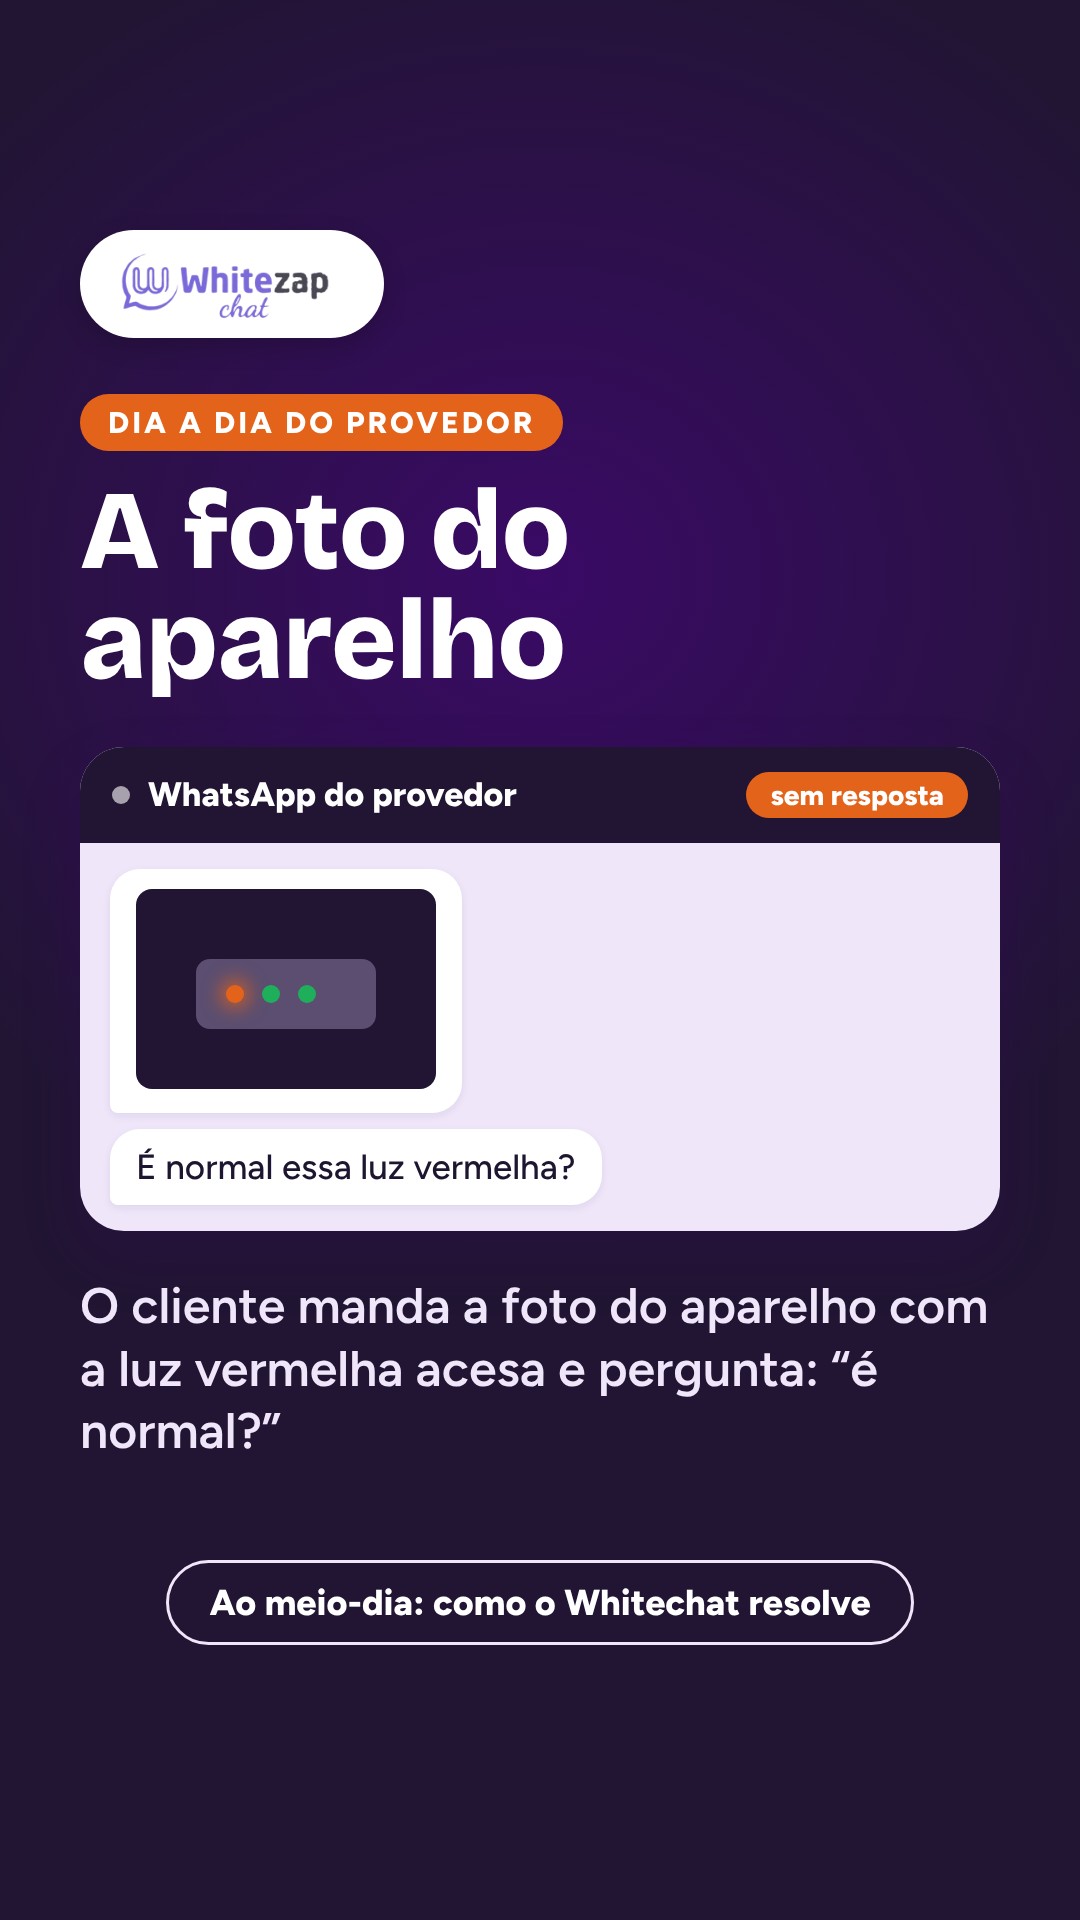 Whitezap
chat
DIA A DIA DO PROVEDOR
A foto do
aparelho
WhatsApp do provedor
sem resposta
É normal essa luz vermelha?
O cliente manda a foto do aparelho com
a luz vermelha acesa e pergunta: “é
normal?”
Ao meio-dia: como o Whitechat resolve